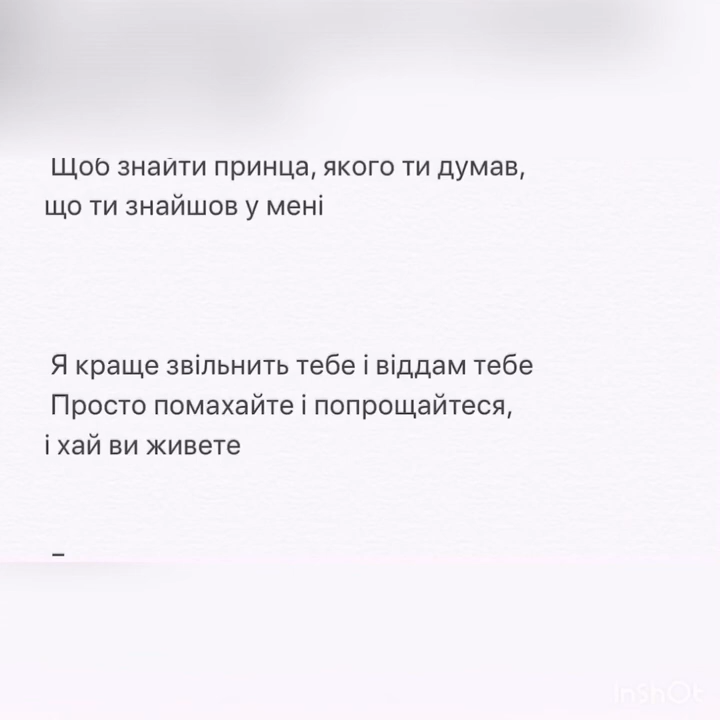 Щоб знайти принца, якого ти думав,
що ти знайшов у мені
Я краще звільнить тебе і віддам тебе
Просто помахайте і попрощайтеся,
і хай ви живете
InShOt